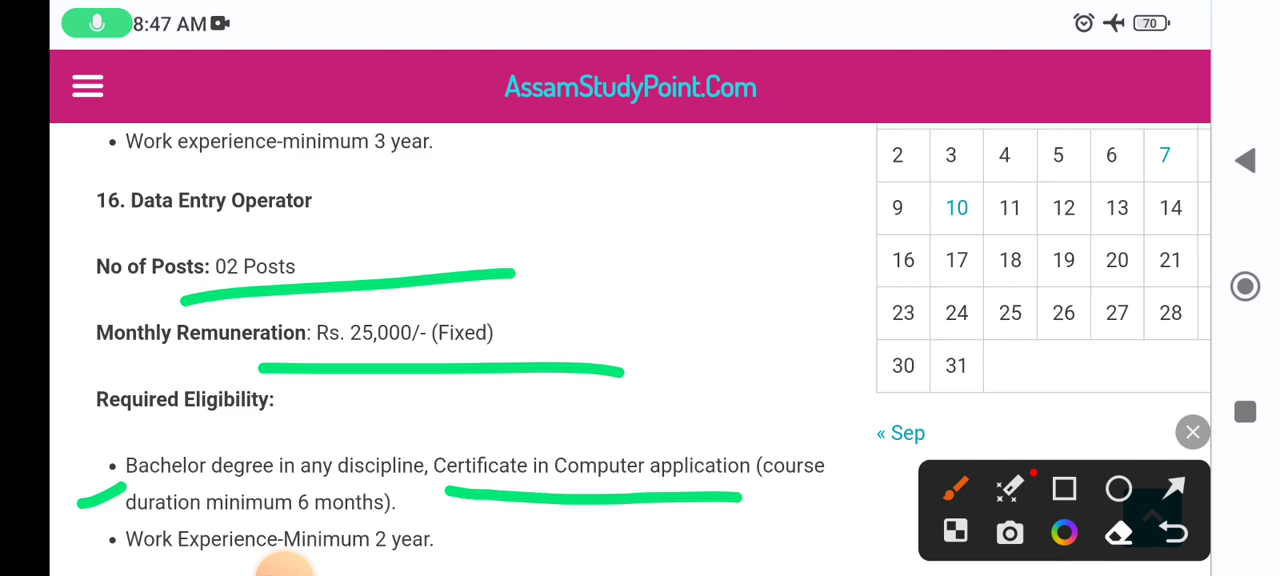 8:47 AM
70
AssamStudyPoint.Com
• Work experience-minimum 3 year.
16. Data Entry Operator
No of Posts: 02 Posts
Monthly Remuneration: Rs. 25,000/- (Fixed)
Required Eligibility:
• Bachelor degree in any discipline, Certificate in Computer application (course
duration minimum 6 months).
• Work Experience-Minimum 2 year.
2 3 4 5 6 7
9 10 11 12 13 14
16 17 18 19 20 21
23 24 25 26 27 28
30 31
« Sep